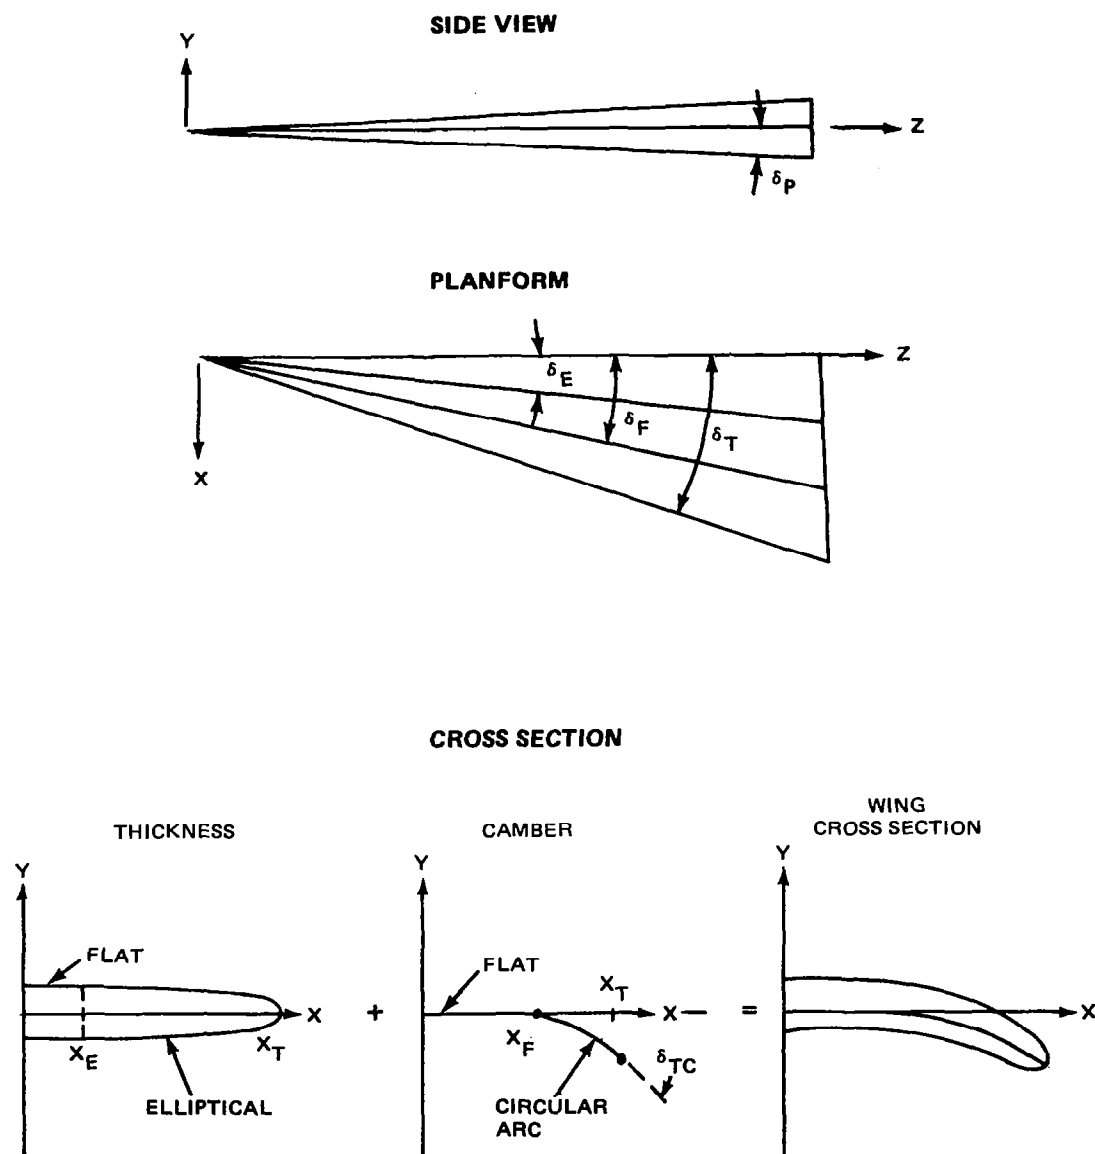 SIDE VIEW
Y
Z
δP
PLANFORM
Z
δE
δF
δT
X
CROSS SECTION
THICKNESS
CAMBER
WING
CROSS SECTION
Y
Y
Y
FLAT
FLAT
XT
X
+
X
=
X
XE
XT
XF
δTC
ELLIPTICAL
CIRCULAR
ARC